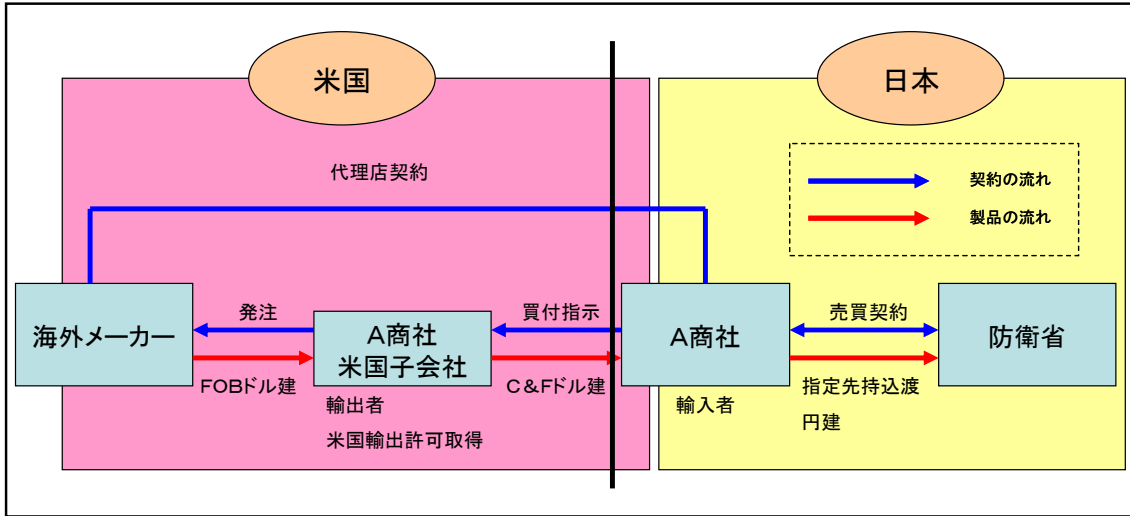 米国
日本
代理店契約
契約の流れ
製品の流れ
海外メーカー
発注
FOBドル建
A商社
米国子会社
輸出者
米国輸出許可取得
買付指示
C&Fドル建
A商社
輸入者
売買契約
指定先持込渡
円建
防衛省